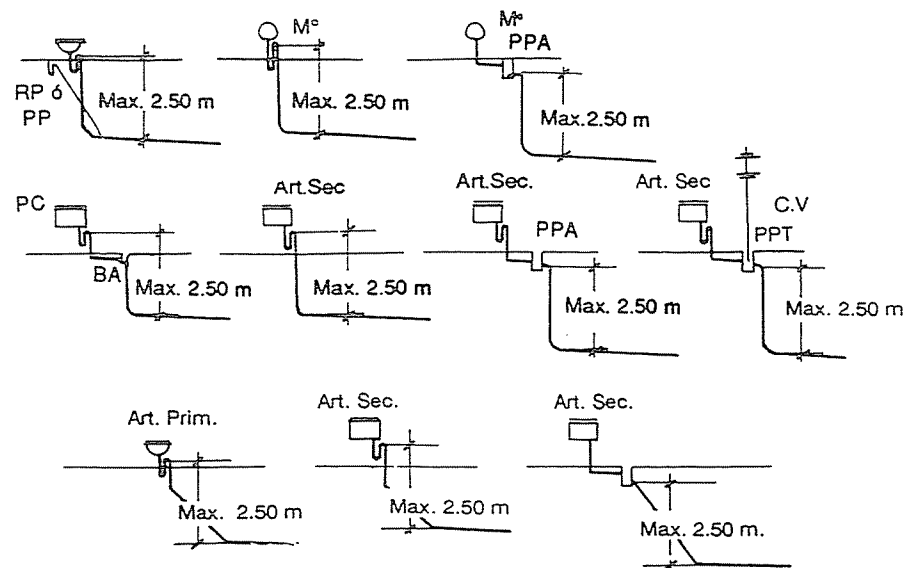 M°
M°
PPA
RP ó
PP
Max. 2.50 m
Max. 2.50 m
Max.2.50 m
PC
Art.Sec
Art.Sec.
Art. Sec
C.V
PPA
PPT
BA
Max. 2.50 m
Max. 2.50 m
Max. 2.50 m
Max. 2.50 m
Art. Prim.
Art. Sec.
Art. Sec.
Max. 2.50 m
Max. 2.50 m
Max. 2.50 m.